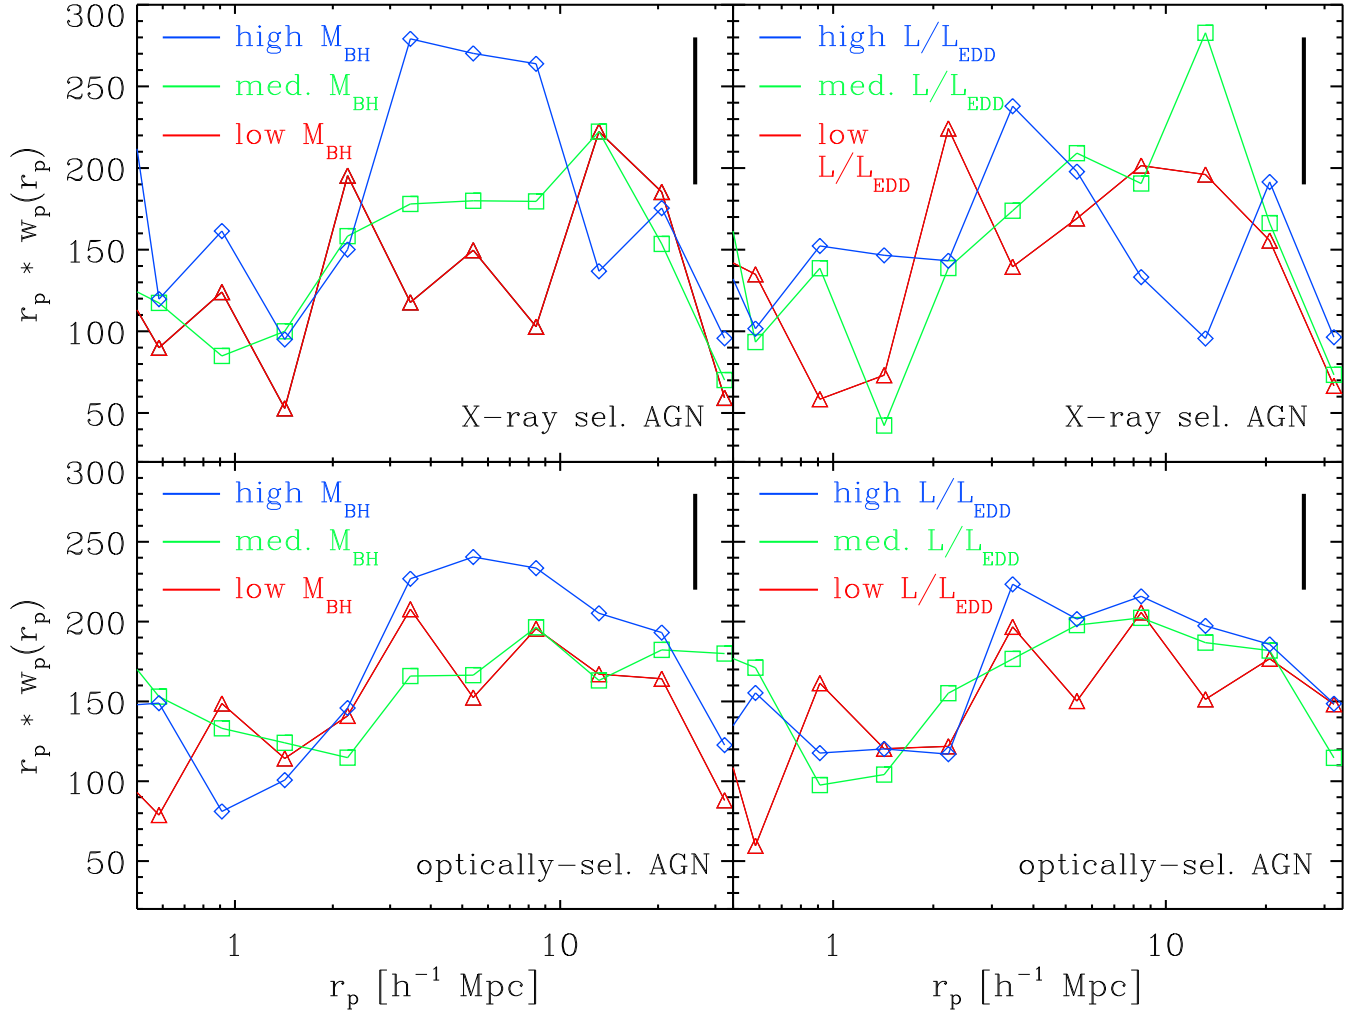 300
250
200
150
100
50
r_p * w_p(r_p)
high M_BH
med. M_BH
low M_BH
X-ray sel. AGN
high L/L_EDD
med. L/L_EDD
low
L/L_EDD
X-ray sel. AGN
300
250
200
150
100
50
r_p * w_p(r_p)
high M_BH
med. M_BH
low M_BH
optically-sel. AGN
high L/L_EDD
med. L/L_EDD
low L/L_EDD
optically-sel. AGN
1 10
1 10
r_p [h^-1 Mpc]
r_p [h^-1 Mpc]